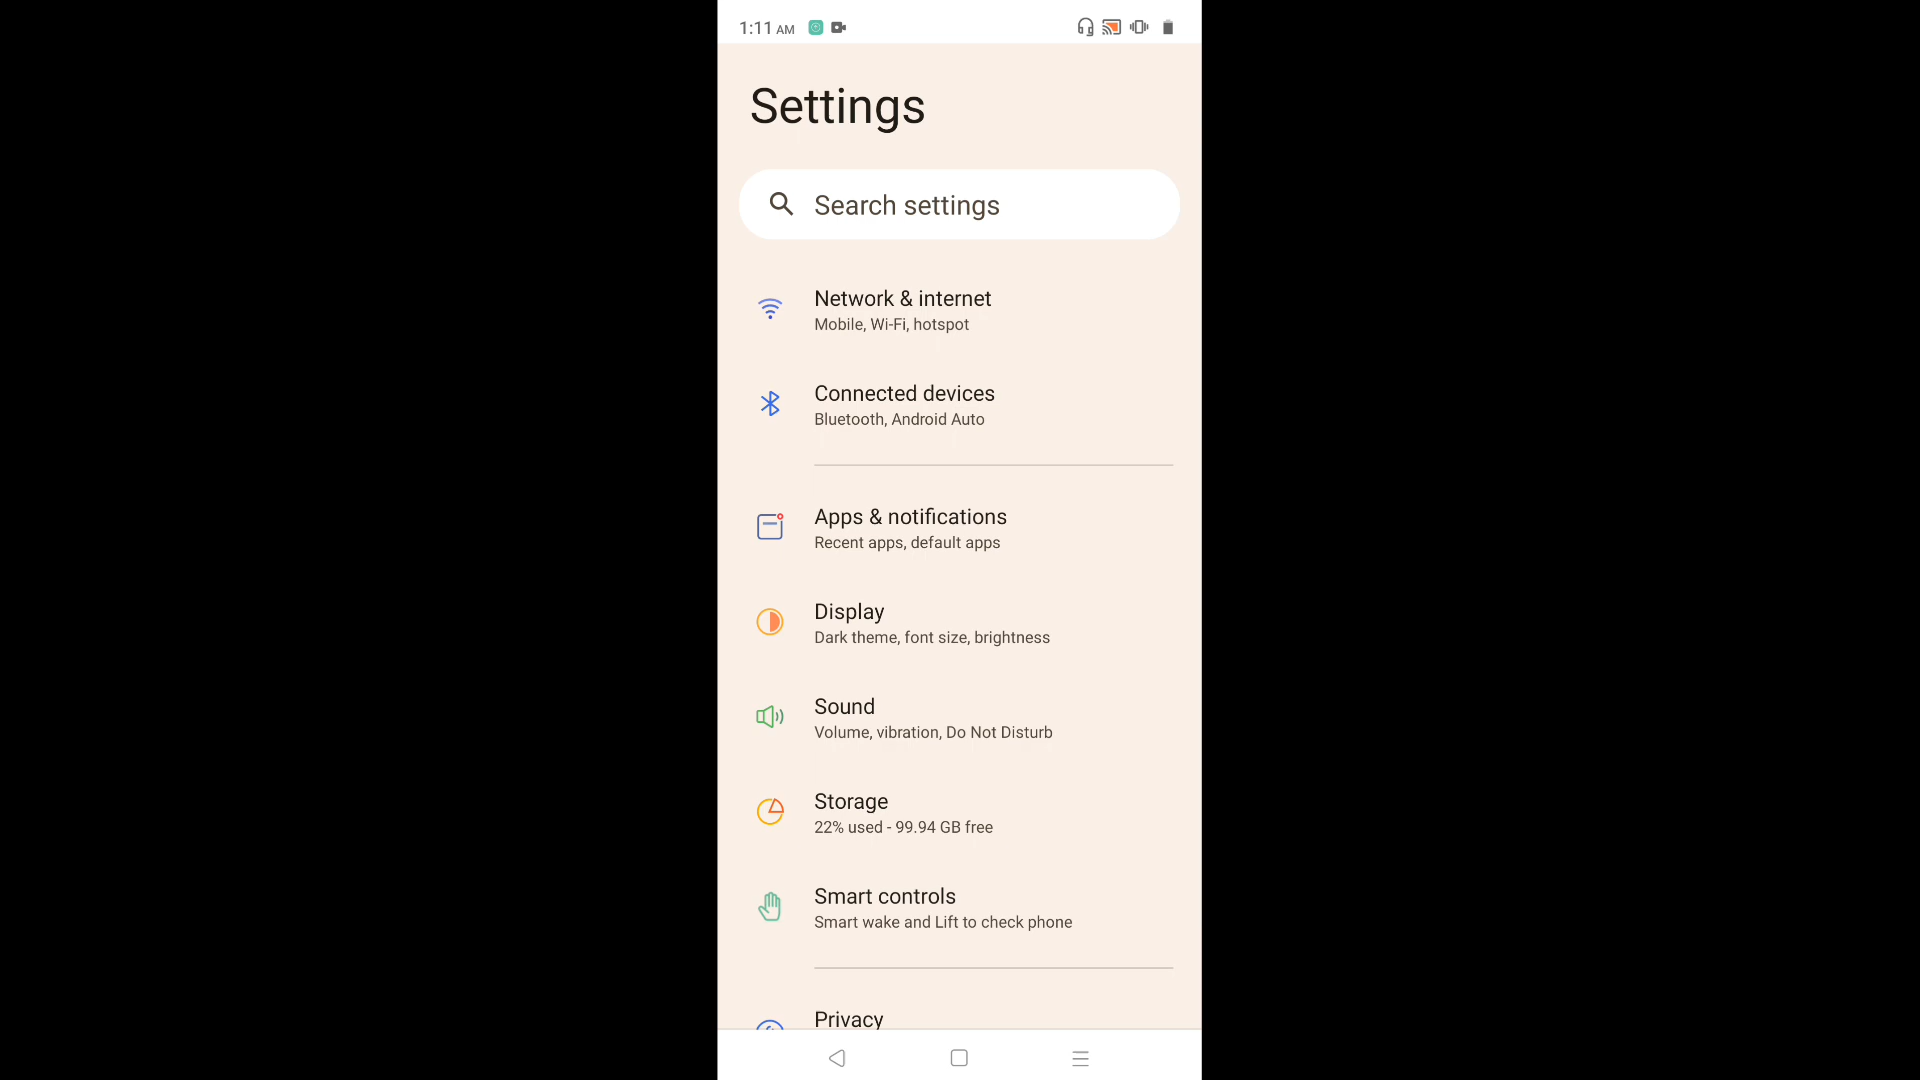 1:11 AM
Settings
Search settings
Network & internet
Mobile, Wi-Fi, hotspot
Connected devices
Bluetooth, Android Auto
Apps & notifications
Recent apps, default apps
Display
Dark theme, font size, brightness
Sound
Volume, vibration, Do Not Disturb
Storage
22% used - 99.94 GB free
Smart controls
Smart wake and Lift to check phone
Privacy